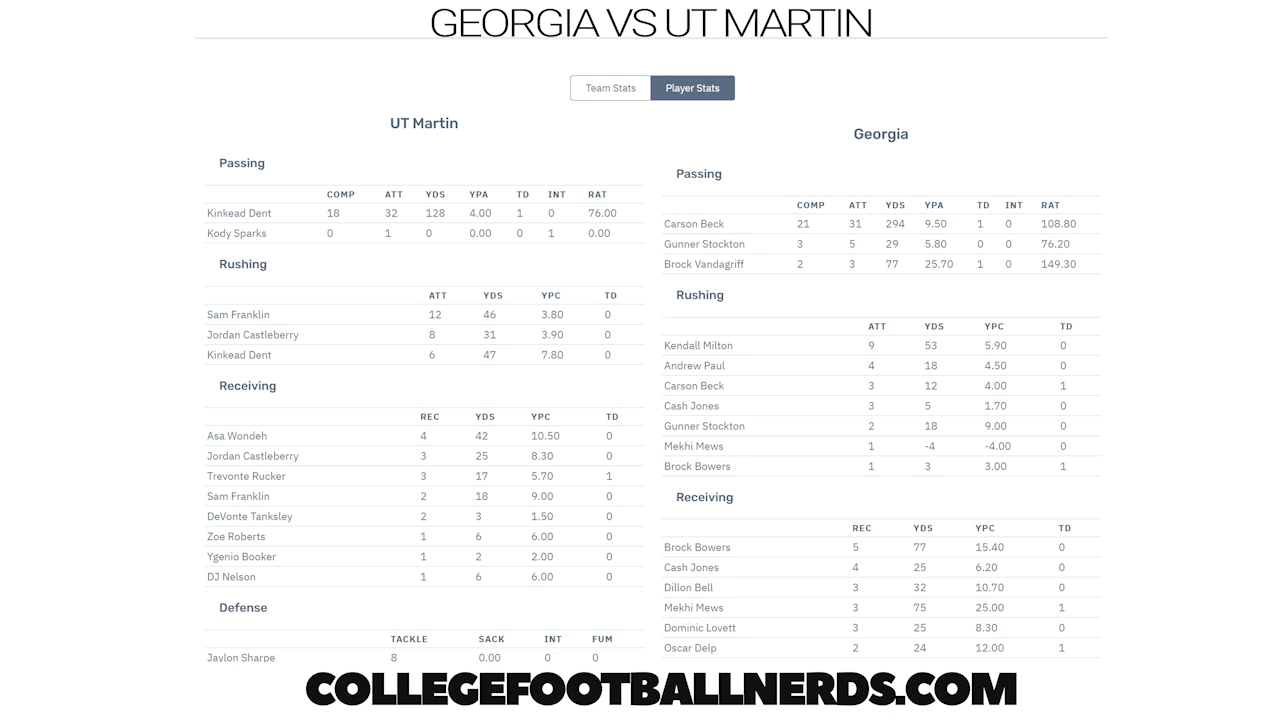 GEORGIA VS UT MARTIN
Team Stats Player Stats
UT Martin
Passing
COMP ATT YDS YPA TD INT RAT
Kinkead Dent 18 32 128 4.00 1 0 76.00
Kody Sparks 0 1 0 0.00 0 1 0.00
Rushing
ATT YDS YPC TD
Sam Franklin 12 46 3.80 0
Jordan Castleberry 8 31 3.90 0
Kinkead Dent 6 47 7.80 0
Receiving
REC YDS YPC TD
Asa Wondeh 4 42 10.50 0
Jordan Castleberry 3 25 8.30 0
Trevonte Rucker 3 17 5.70 1
Sam Franklin 2 18 9.00 0
DeVonte Tanksley 2 3 1.50 0
Zoe Roberts 1 6 6.00 0
Ygenio Booker 1 2 2.00 0
DJ Nelson 1 6 6.00 0
Defense
TACKLE SACK INT FUM
Jaylon Sharpe 8 0.00 0 0
Georgia
Passing
COMP ATT YDS YPA TD INT RAT
Carson Beck 21 31 294 9.50 1 0 108.80
Gunner Stockton 3 5 29 5.80 0 0 76.20
Brock Vandagriff 2 3 77 25.70 1 0 149.30
Rushing
ATT YDS YPC TD
Kendall Milton 9 53 5.90 0
Andrew Paul 4 18 4.50 0
Carson Beck 3 12 4.00 1
Cash Jones 3 5 1.70 0
Gunner Stockton 2 18 9.00 0
Mekhi Mews 1 -4 -4.00 0
Brock Bowers 1 3 3.00 1
Receiving
REC YDS YPC TD
Brock Bowers 5 77 15.40 0
Cash Jones 4 25 6.20 0
Dillon Bell 3 32 10.70 0
Mekhi Mews 3 75 25.00 1
Dominic Lovett 3 25 8.30 0
Oscar Delp 2 24 12.00 1
COLLEGEFOOTBALLNERDS.COM